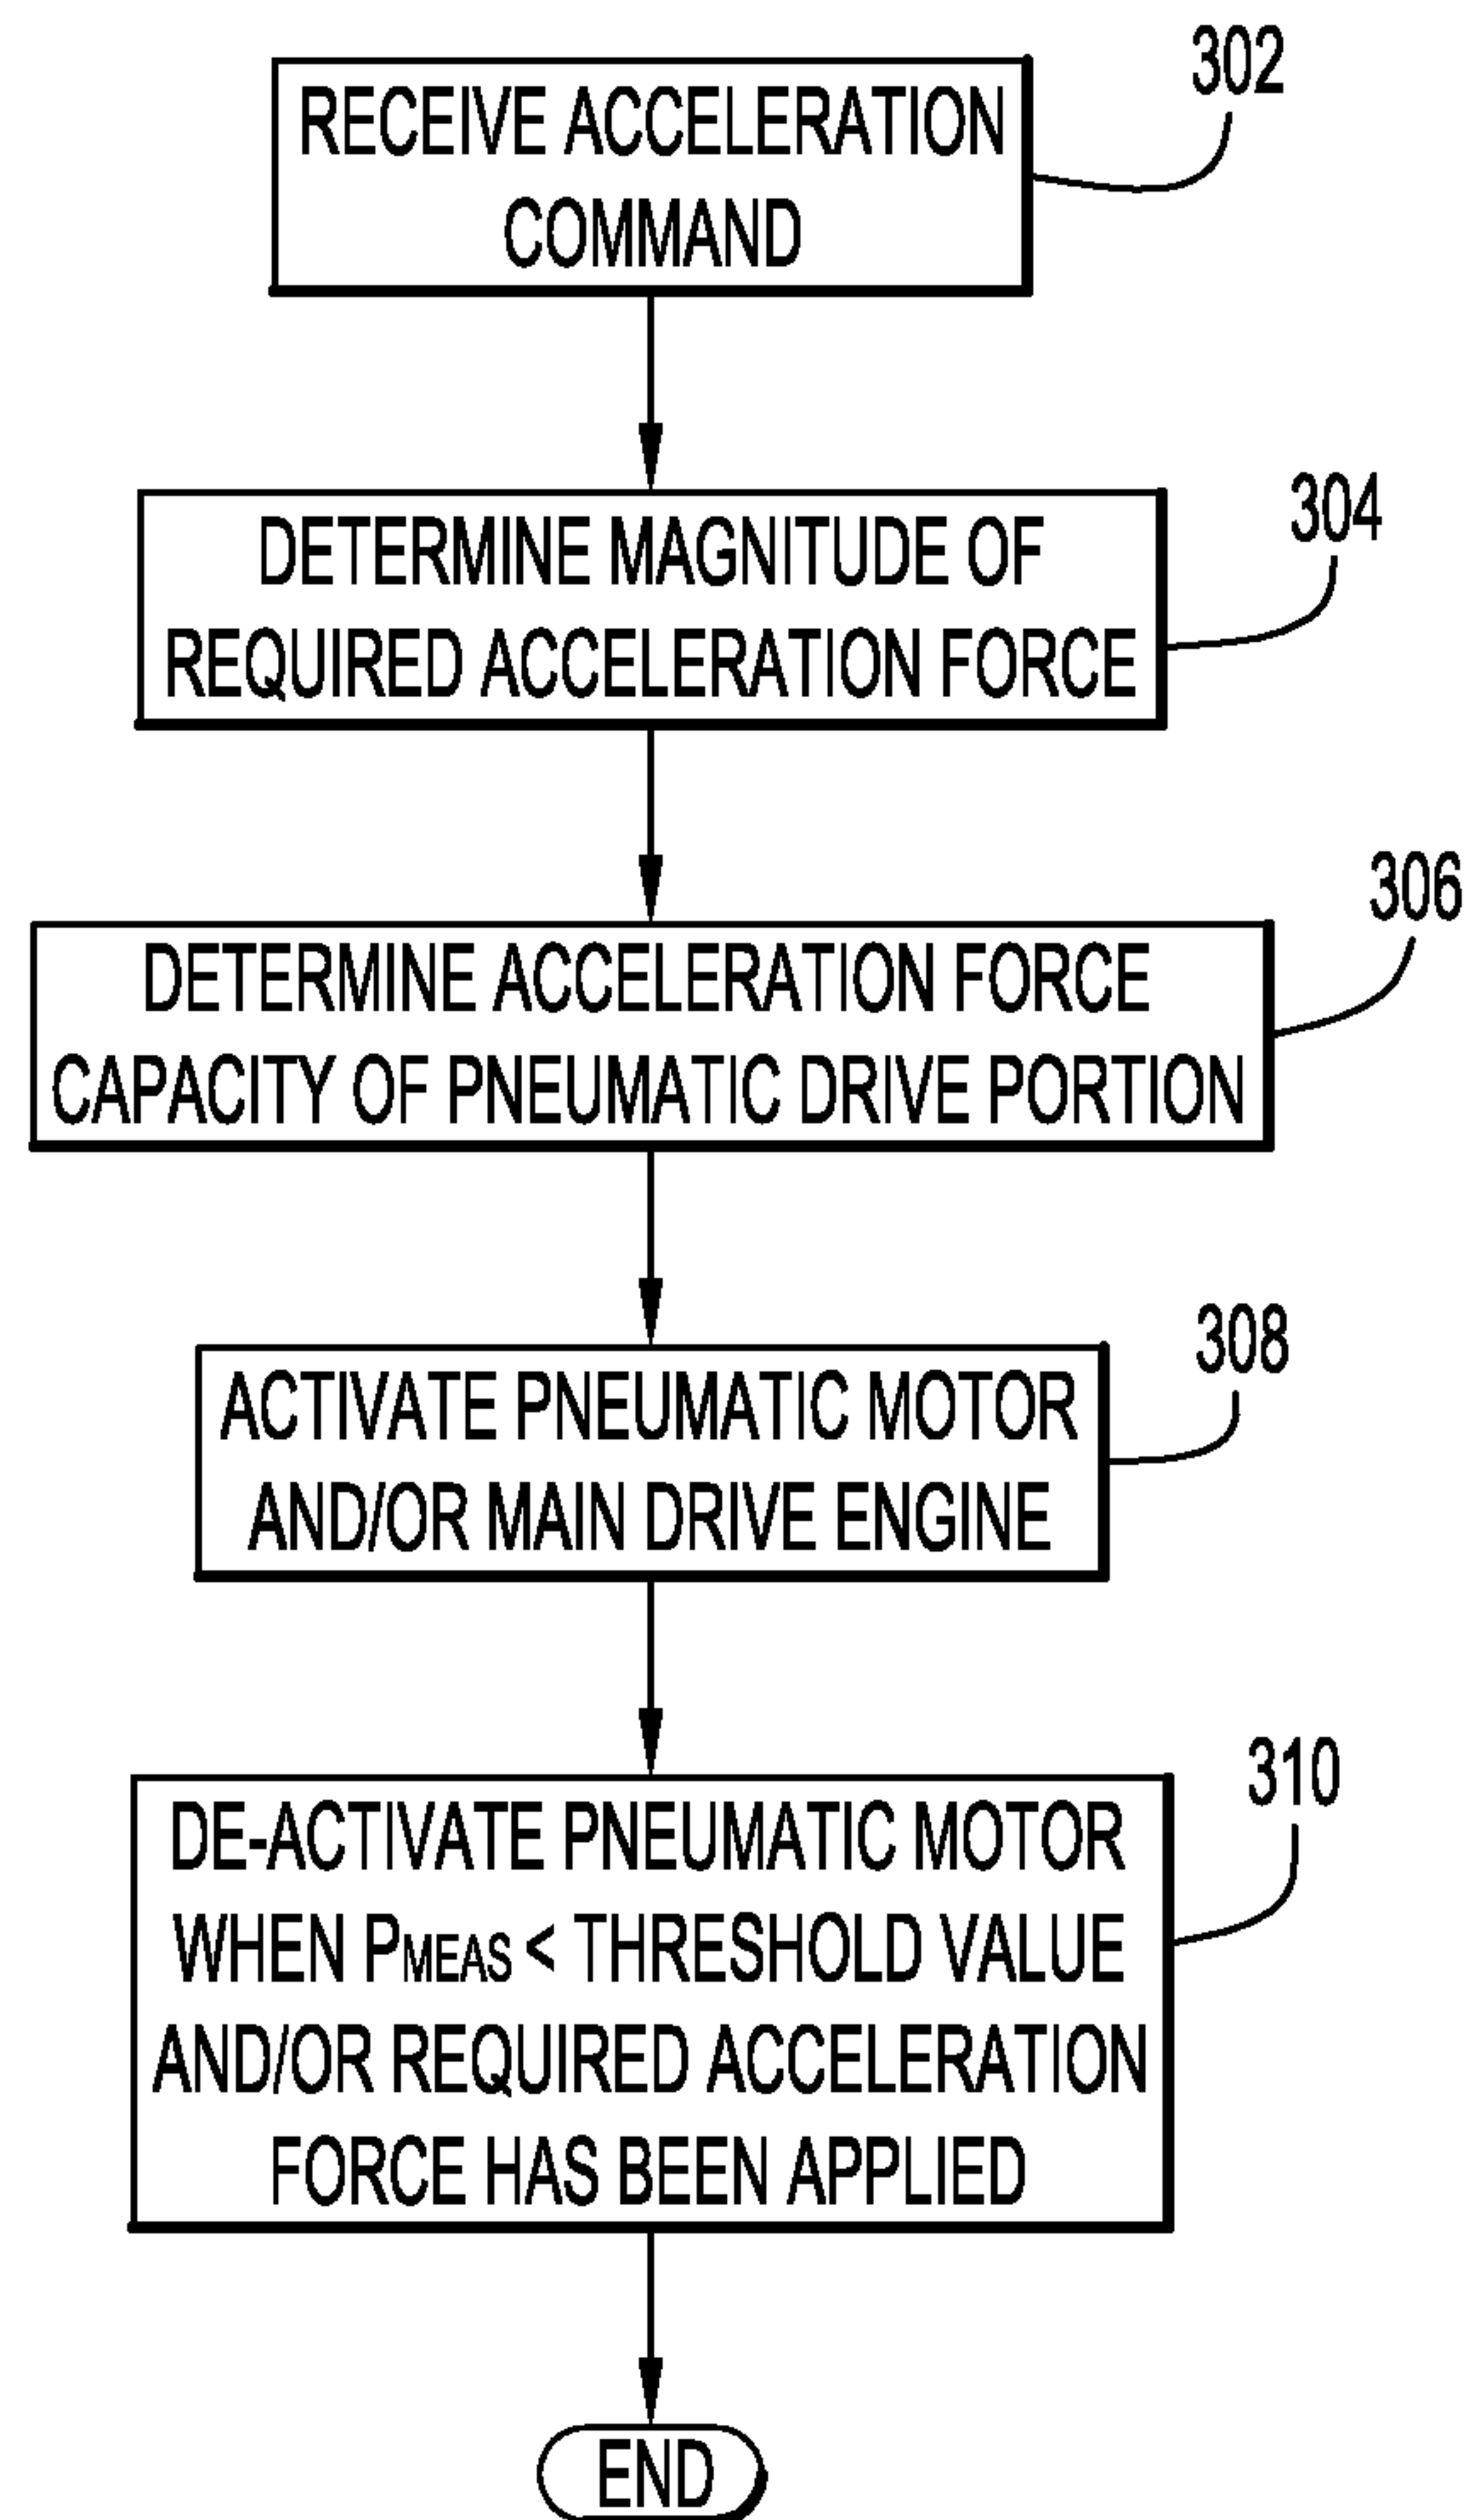 302
RECEIVE ACCELERATION
COMMAND
304
DETERMINE MAGNITUDE OF
REQUIRED ACCELERATION FORCE
306
DETERMINE ACCELERATION FORCE
CAPACITY OF PNEUMATIC DRIVE PORTION
308
ACTIVATE PNEUMATIC MOTOR
AND/OR MAIN DRIVE ENGINE
310
DE-ACTIVATE PNEUMATIC MOTOR
WHEN PMEAS < THRESHOLD VALUE
AND/OR REQUIRED ACCELERATION
FORCE HAS BEEN APPLIED
END